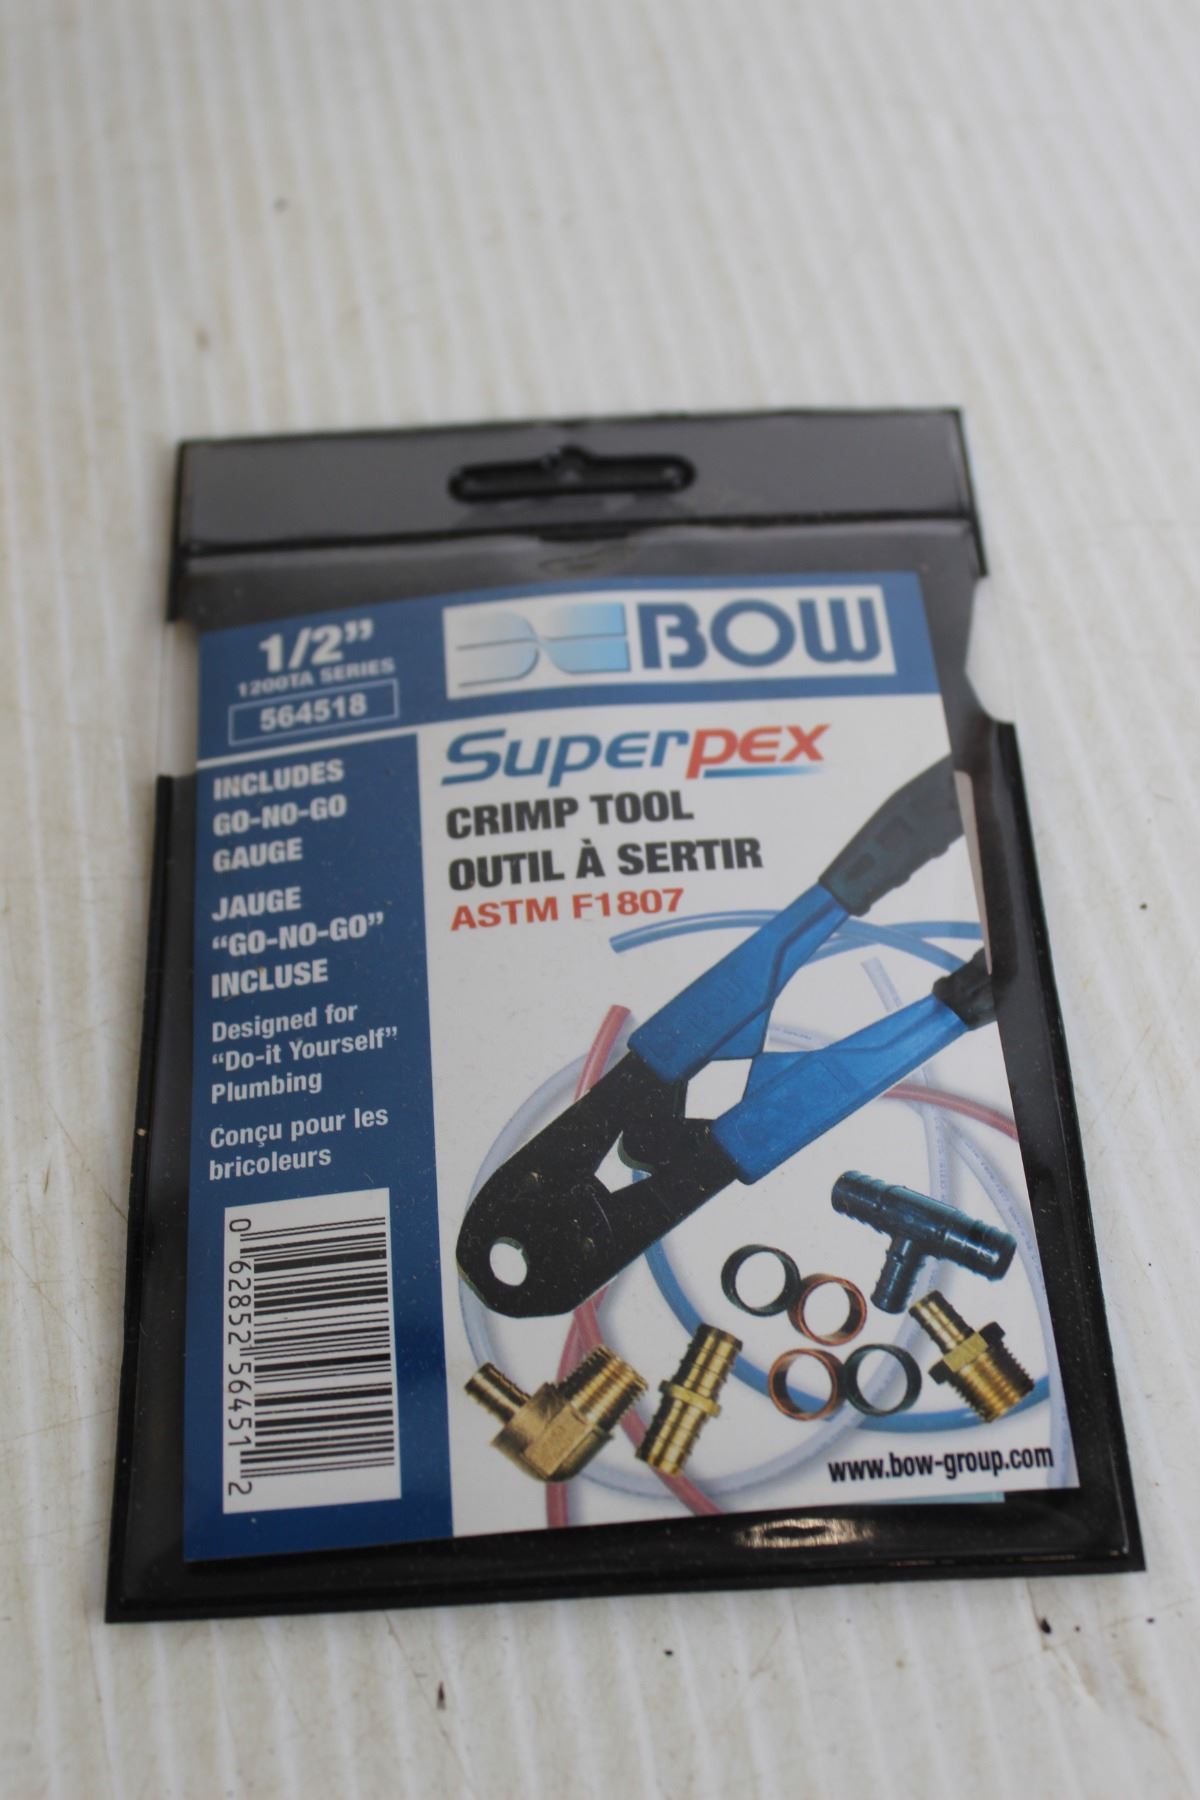 1/2”
1200TA SERIES
564518
BOW
INCLUDES
GO-NO-GO
GAUGE
JAUGE
“GO-NO-GO”
INCLUSE
Designed for
“Do-it Yourself”
Plumbing
Conçu pour les
bricoleurs
0 62852 56451 2
Superpex
CRIMP TOOL
OUTIL À SERTIR
ASTM F1807
BOW
www.bow-group.com